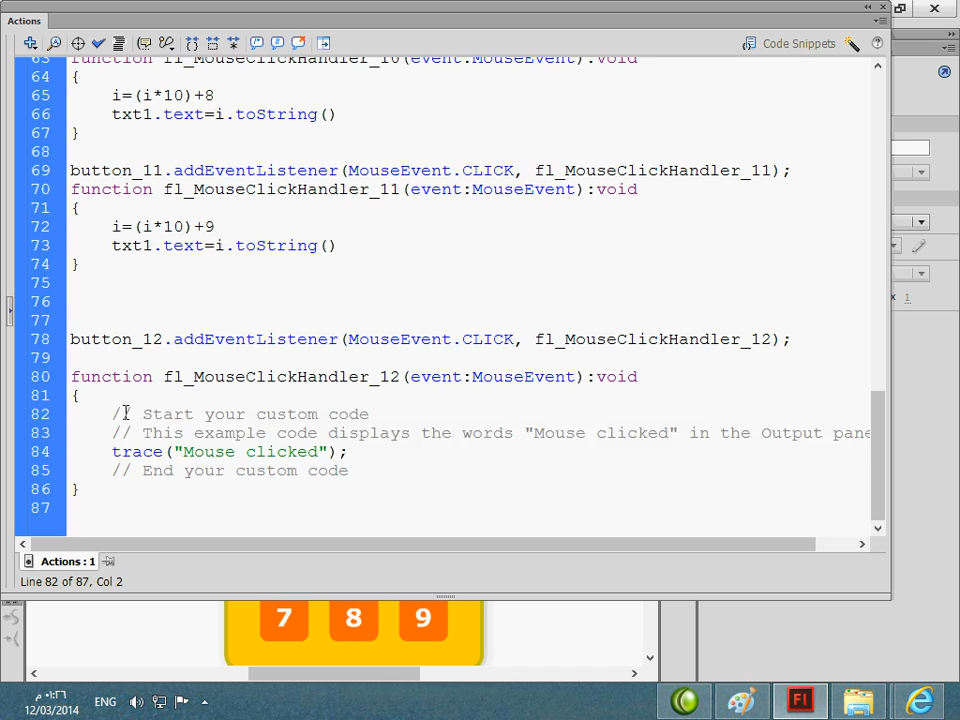 Actions
Code Snippets
63 function fl_MouseClickHandler_10(event:MouseEvent):void
64 {
65 i=(i*10)+8
66 txt1.text=i.toString()
67 }
68
69 button_11.addEventListener(MouseEvent.CLICK, fl_MouseClickHandler_11);
70 function fl_MouseClickHandler_11(event:MouseEvent):void
71 {
72 i=(i*10)+9
73 txt1.text=i.toString()
74 }
75
76
77
78 button_12.addEventListener(MouseEvent.CLICK, fl_MouseClickHandler_12);
79
80 function fl_MouseClickHandler_12(event:MouseEvent):void
81 {
82 // Start your custom code
83 // This example code displays the words "Mouse clicked" in the Output pane
84 trace("Mouse clicked");
85 // End your custom code
86 }
87
x 1
Actions : 1
Line 82 of 87, Col 2
7 8 9
ENG
٠١:٢٦ م
12/03/2014
Fl